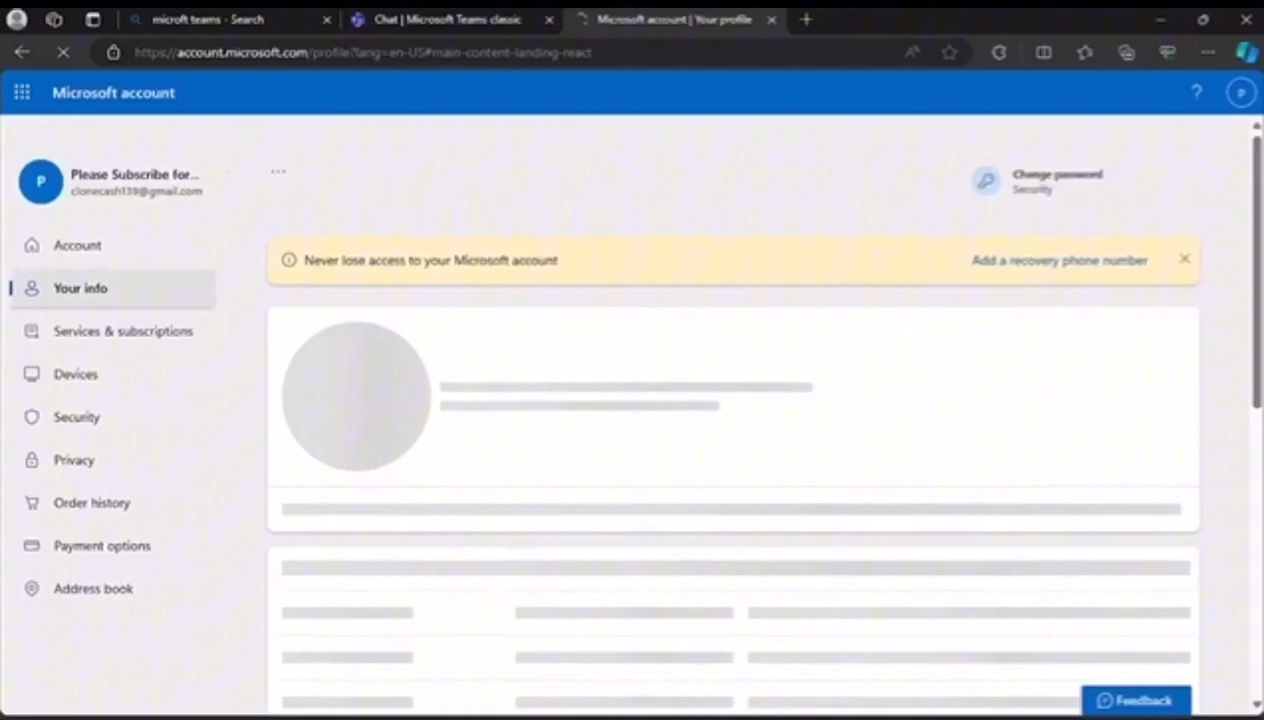 microft teams - Search
Chat | Microsoft Teams classic
Microsoft account | Your profile
https://account.microsoft.com/profile?lang=en-US#main-content-landing-react
Microsoft account
?
P
P
Please Subscribe for...
clonecash139@gmail.com
...
Change password
Security
Account
Your info
Services & subscriptions
Devices
Security
Privacy
Order history
Payment options
Address book
Never lose access to your Microsoft account
Add a recovery phone number
Feedback